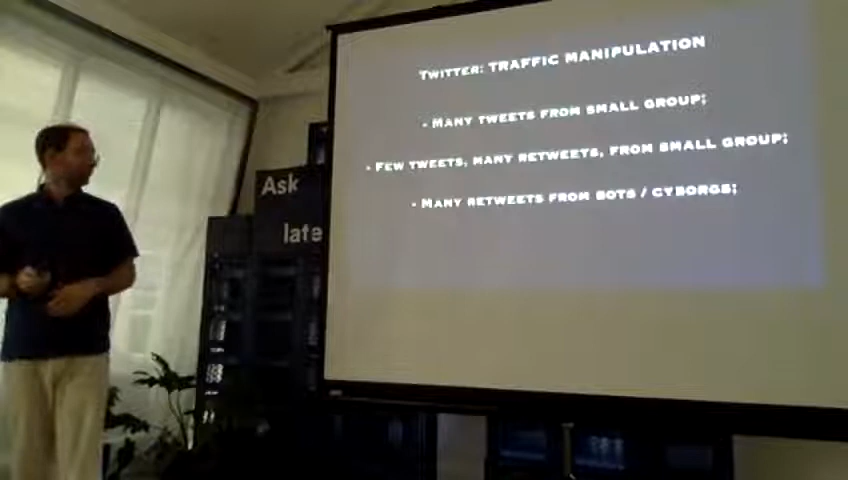 Twitter: Traffic Manipulation
- Many tweets from small group;
- Few tweets, many retweets, from small group;
- Many retweets from bots / cyborgs;
Ask
late